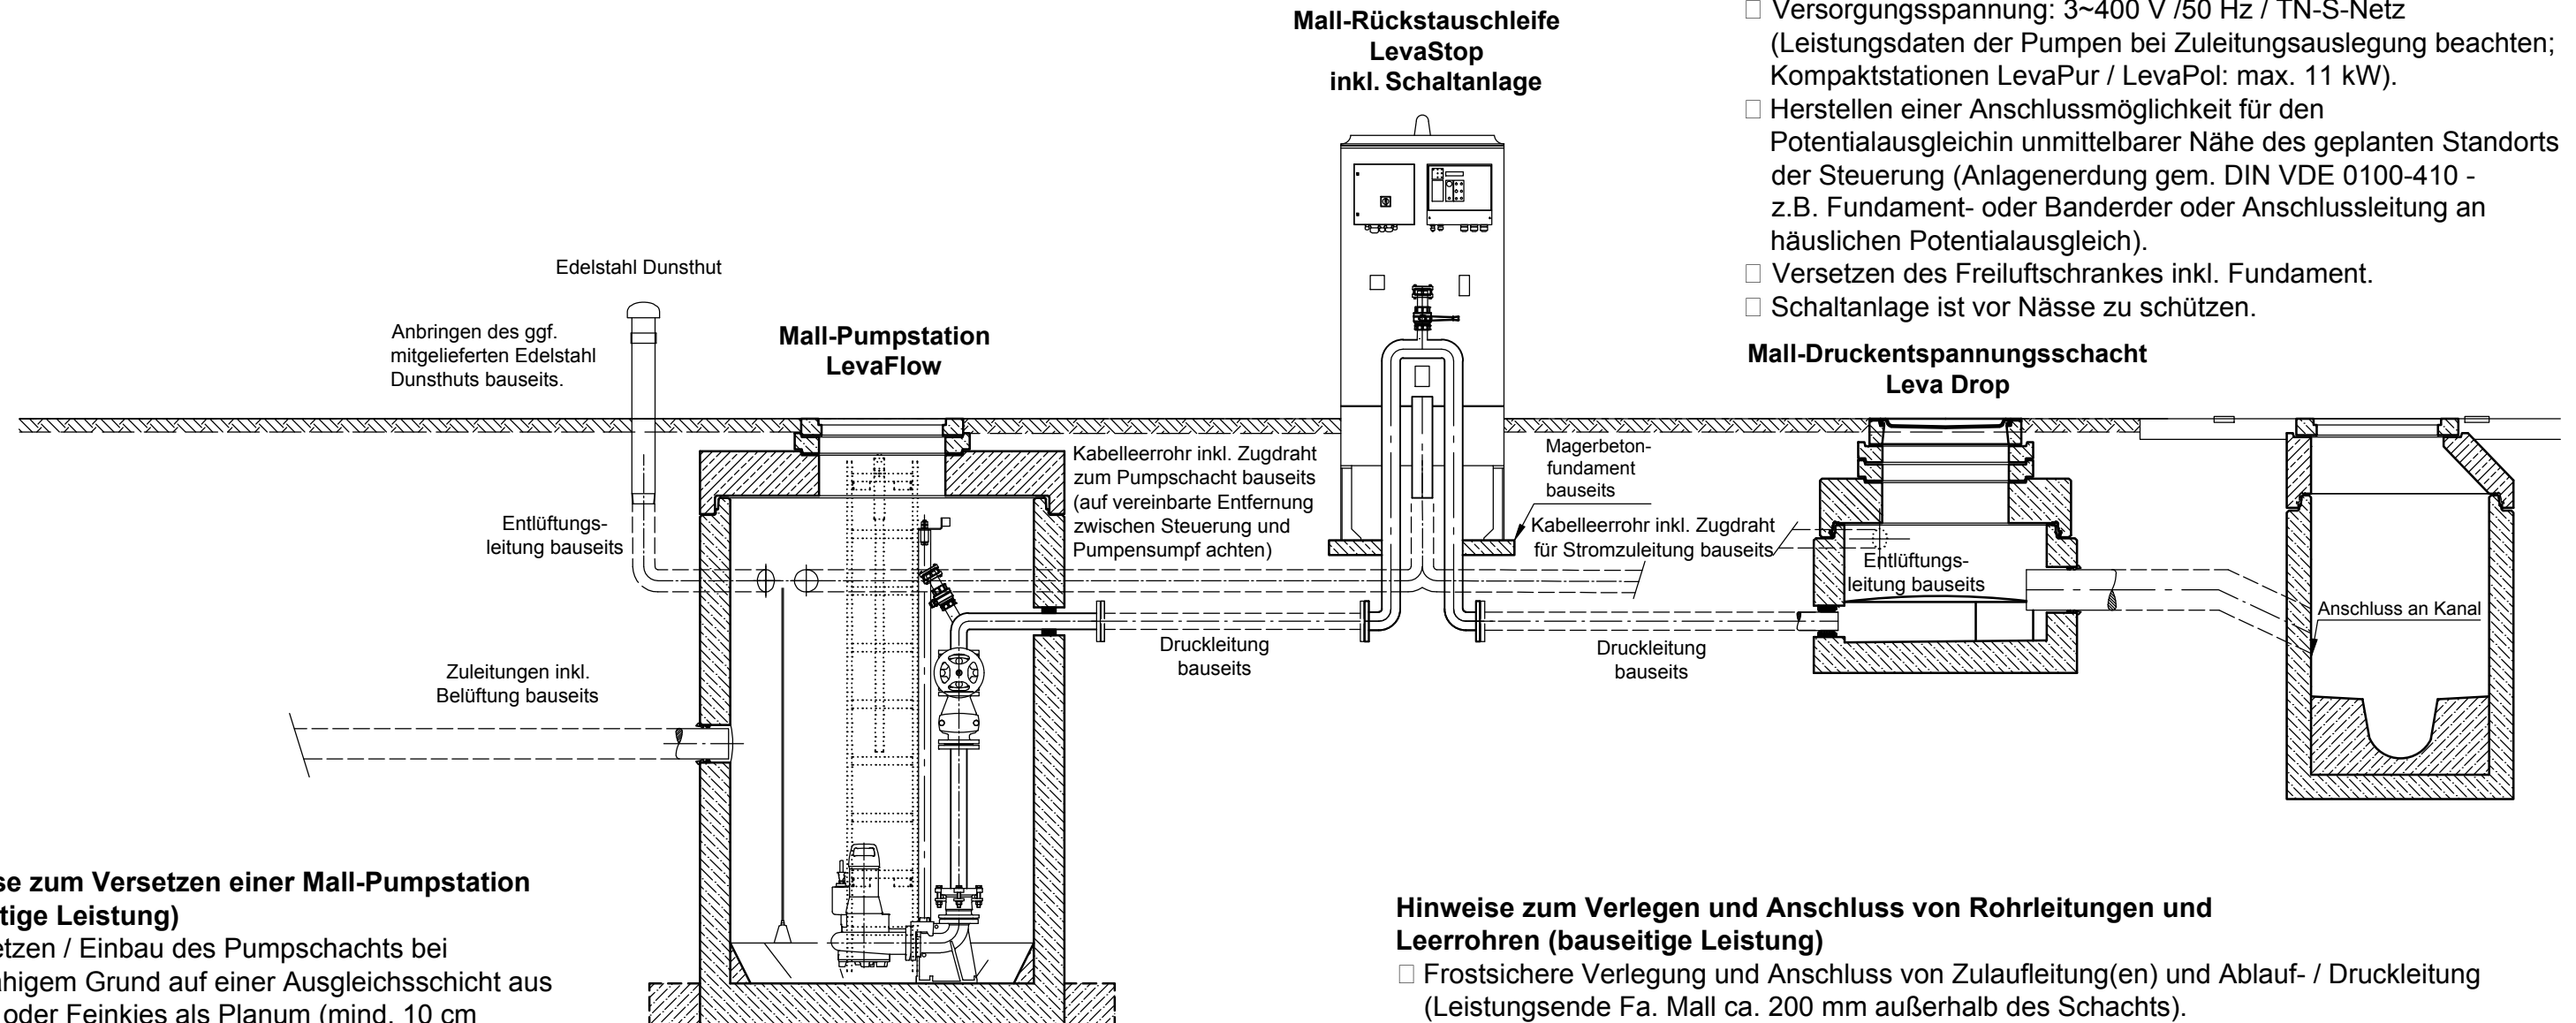 Mall-Rückstauschleife
LevaStop
inkl. Schaltanlage
□ Versorgungsspannung: 3~400 V /50 Hz / TN-S-Netz
(Leistungsdaten der Pumpen bei Zuleitungsauslegung beachten;
Kompaktstationen LevaPur / LevaPol: max. 11 kW).
□ Herstellen einer Anschlussmöglichkeit für den
Potentialausgleichin unmittelbarer Nähe des geplanten Standorts
der Steuerung (Anlagenerdung gem. DIN VDE 0100-410 -
z.B. Fundament- oder Banderder oder Anschlussleitung an
häuslichen Potentialausgleich).
□ Versetzen des Freiluftschrankes inkl. Fundament.
□ Schaltanlage ist vor Nässe zu schützen.
Edelstahl Dunsthut
Anbringen des ggf.
mitgelieferten Edelstahl
Dunsthuts bauseits.
Mall-Pumpstation
LevaFlow
Mall-Druckentspannungsschacht
Leva Drop
Kabelleerrohr inkl. Zugdraht
zum Pumpschacht bauseits
(auf vereinbarte Entfernung
zwischen Steuerung und
Pumpensumpf achten)
Magerbeton-
fundament
bauseits
Entlüftungs-
leitung bauseits
Kabelleerrohr inkl. Zugdraht
für Stromzuleitung bauseits
Entlüftungs-
leitung bauseits
Anschluss an Kanal
Druckleitung
bauseits
Druckleitung
bauseits
Zuleitungen inkl.
Belüftung bauseits
se zum Versetzen einer Mall-Pumpstation
tige Leistung)
etzen / Einbau des Pumpschachts bei
ähigem Grund auf einer Ausgleichsschicht aus
oder Feinkies als Planum (mind. 10 cm
Hinweise zum Verlegen und Anschluss von Rohrleitungen und
Leerrohren (bauseitige Leistung)
□ Frostsichere Verlegung und Anschluss von Zulaufleitung(en) und Ablauf- / Druckleitung
(Leistungsende Fa. Mall ca. 200 mm außerhalb des Schachts).